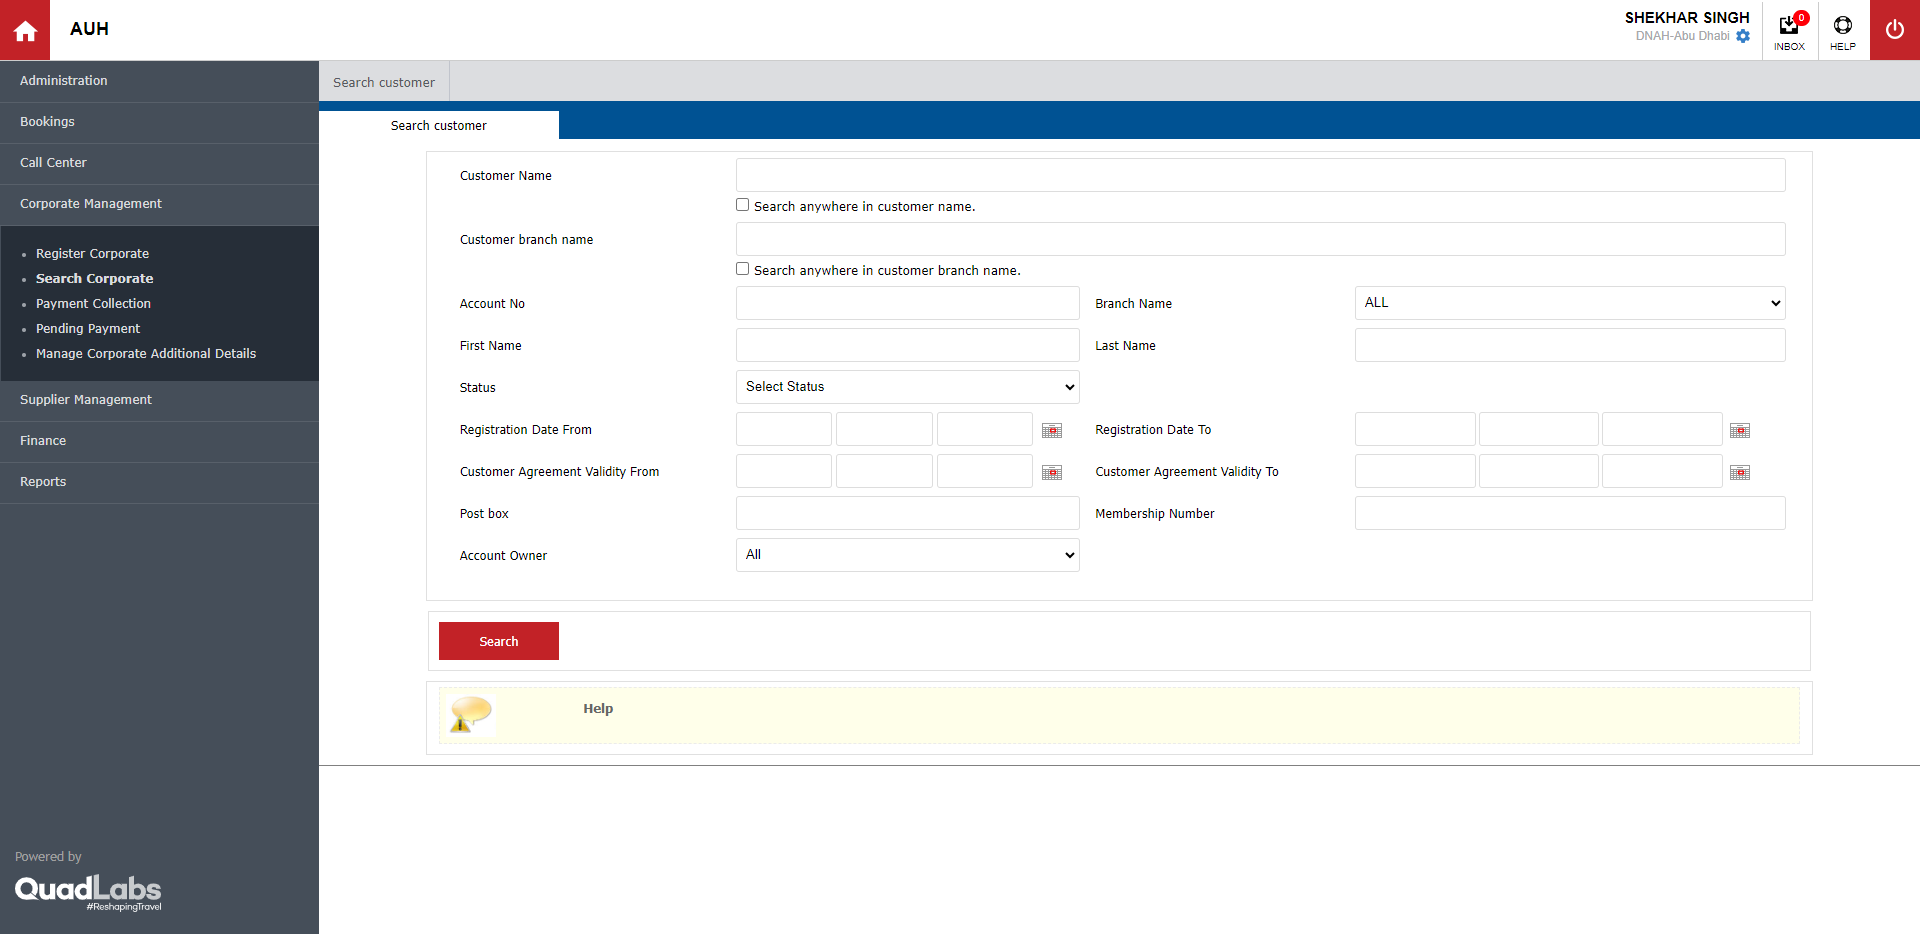 AUH
SHEKHAR SINGH
DNAH-Abu Dhabi
0
INBOX
HELP
Administration
Bookings
Call Center
Corporate Management
Register Corporate
Search Corporate
Payment Collection
Pending Payment
Manage Corporate Additional Details
Supplier Management
Finance
Reports
Powered by
QuadLabs
#ReshapingTravel
Search customer
Search customer
Customer Name
Search anywhere in customer name.
Customer branch name
Search anywhere in customer branch name.
Account No
Branch Name
ALL
First Name
Last Name
Status
Select Status
Registration Date From
Registration Date To
Customer Agreement Validity From
Customer Agreement Validity To
Post box
Membership Number
Account Owner
All
Search
Help